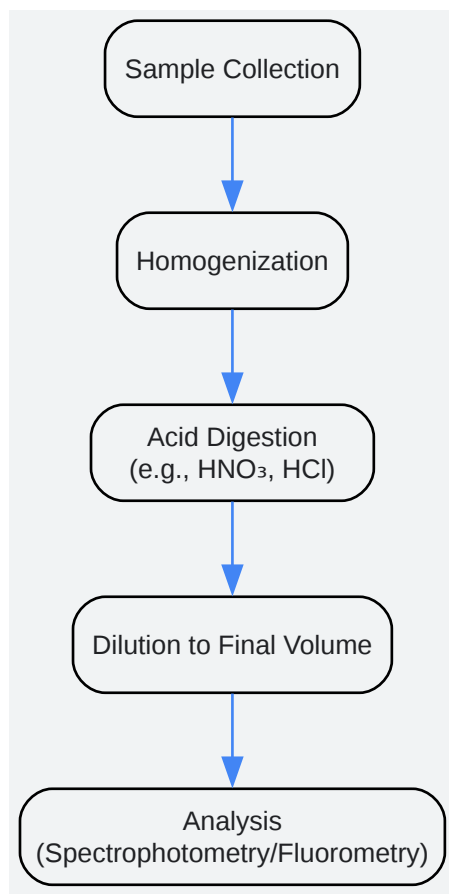 Sample Collection
Homogenization
Acid Digestion
(e.g., HNO₃, HCl)
Dilution to Final Volume
Analysis
(Spectrophotometry/Fluorometry)